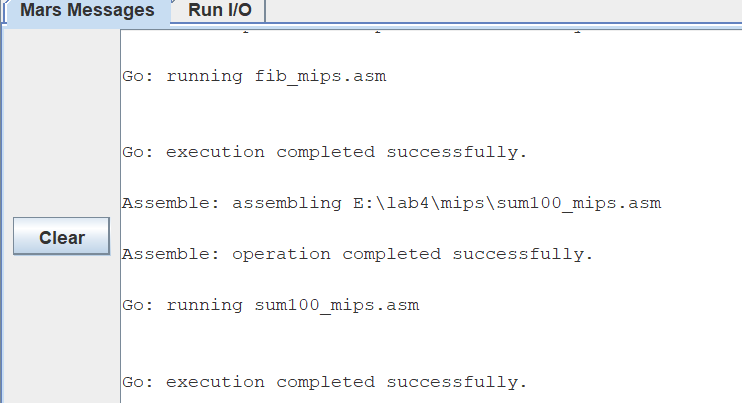 Mars Messages Run I/O
Go: running fib_mips.asm
Go: execution completed successfully.
Assemble: assembling E:\lab4\mips\sum100_mips.asm
Clear
Assemble: operation completed successfully.
Go: running sum100_mips.asm
Go: execution completed successfully.